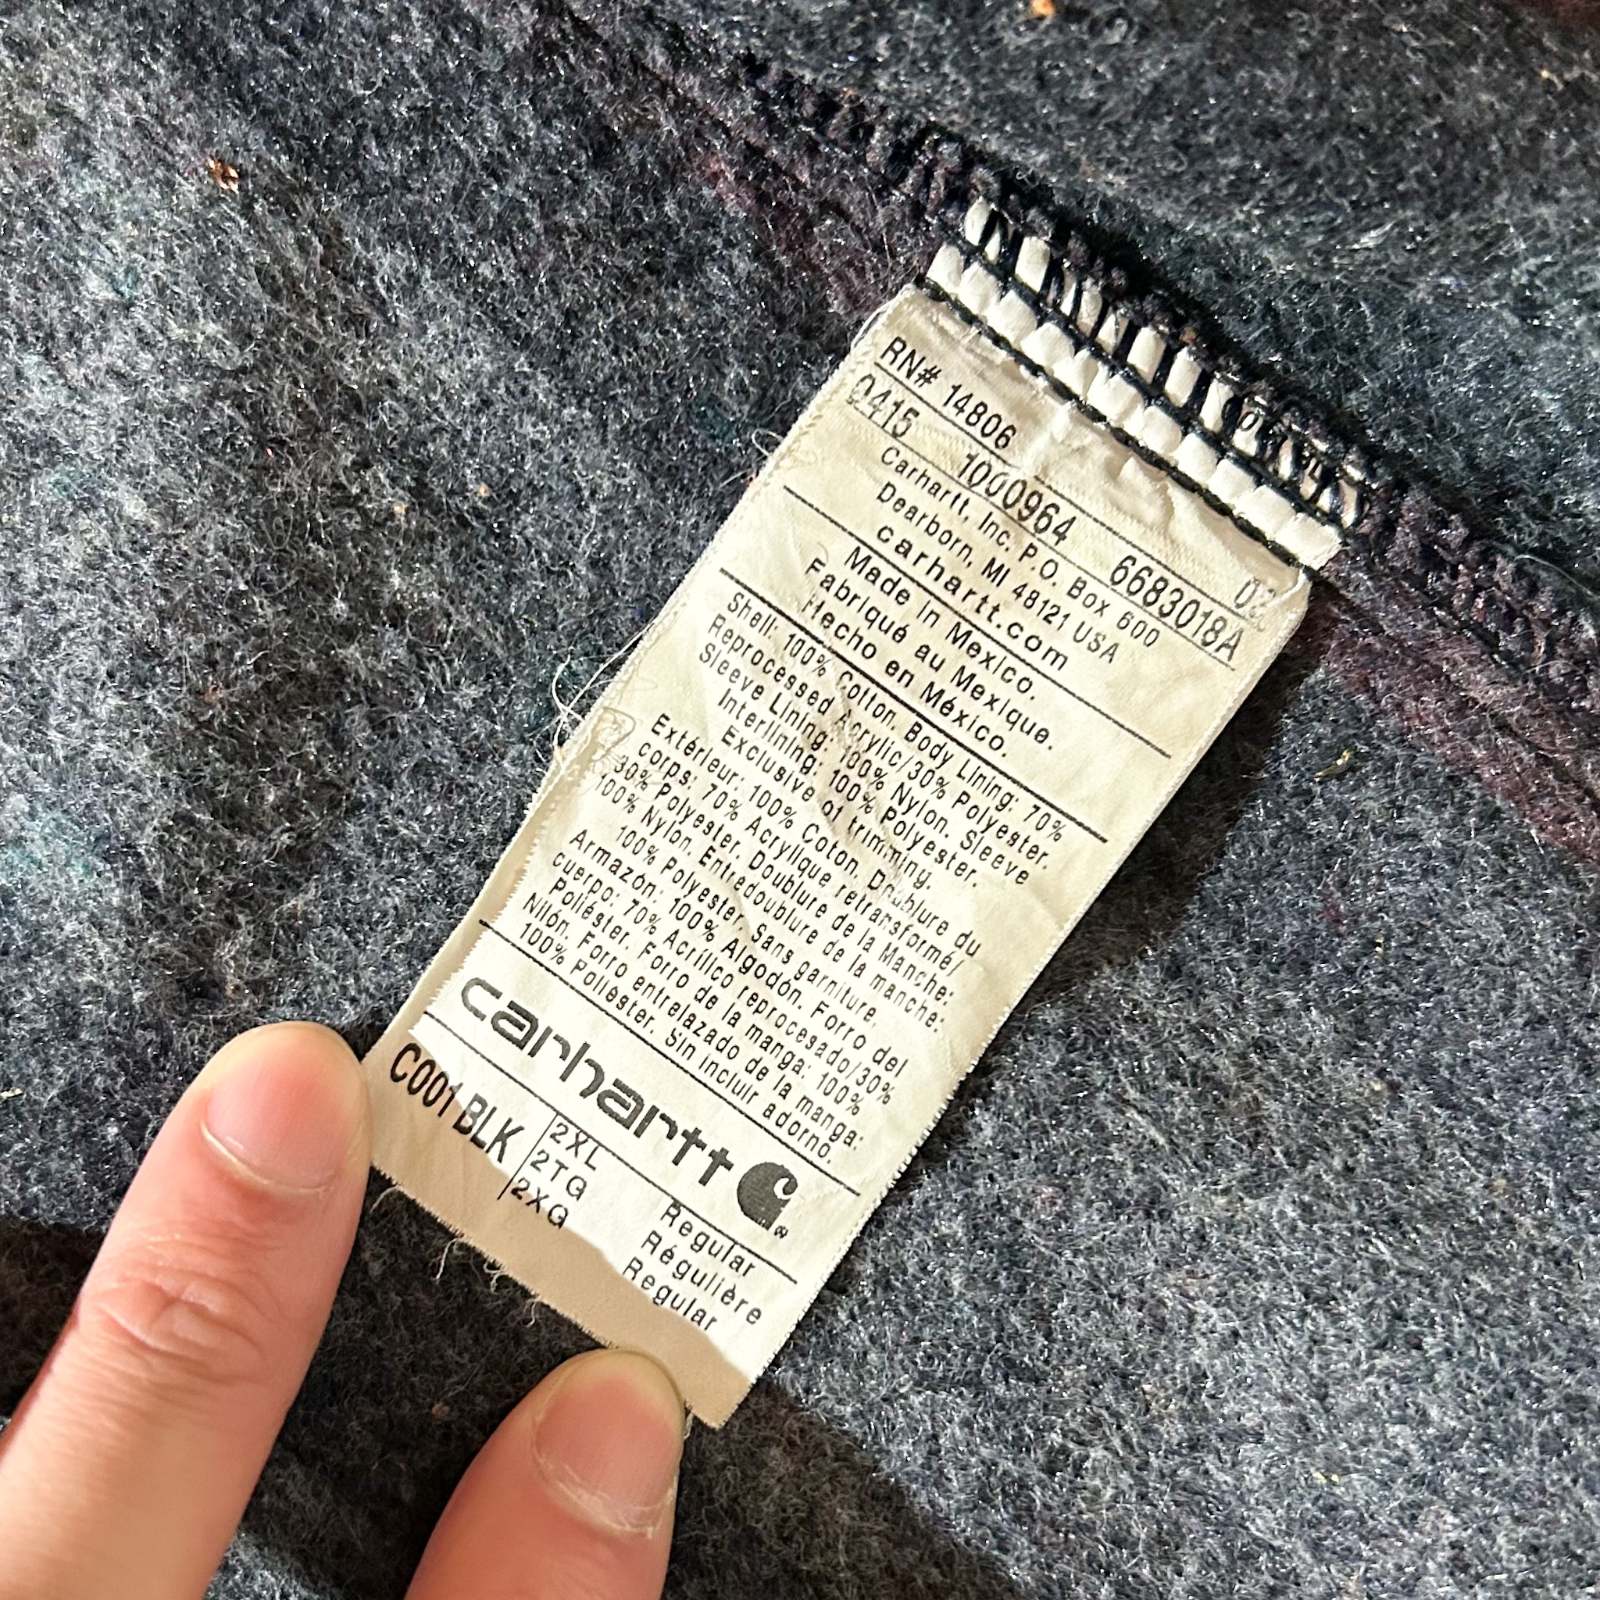 RN# 14806
0415 1000964 6683018A 02
Carhartt, Inc. P.O. Box 600
Dearborn, MI 48121 USA
carhartt.com
Made in Mexico.
Fabriqué au Mexique.
Hecho en México.
Shell: 100% Cotton. Body Lining: 70%
Reprocessed Acrylic/30% Polyester.
Sleeve Lining: 100% Nylon. Sleeve
Interlining: 100% Polyester.
Exclusive of trimming.
Extérieur: 100% Coton. Doublure du
corps: 70% Acrylique retransformé/
30% Polyester. Doublure de la Manche:
100% Nylon. Entredoublure de la manche:
100% Polyester. Sans garniture.
Armazón: 100% Algodón. Forro del
cuerpo: 70% Acrílico reprocesado/30%
Poliéster. Forro de la manga: 100%
Nilón. Forro entrelazado de la manga:
100% Poliéster. Sin incluir adorno.
carhartt
C001 BLK 2XL Regular
2TG Régulière
2XG Regular